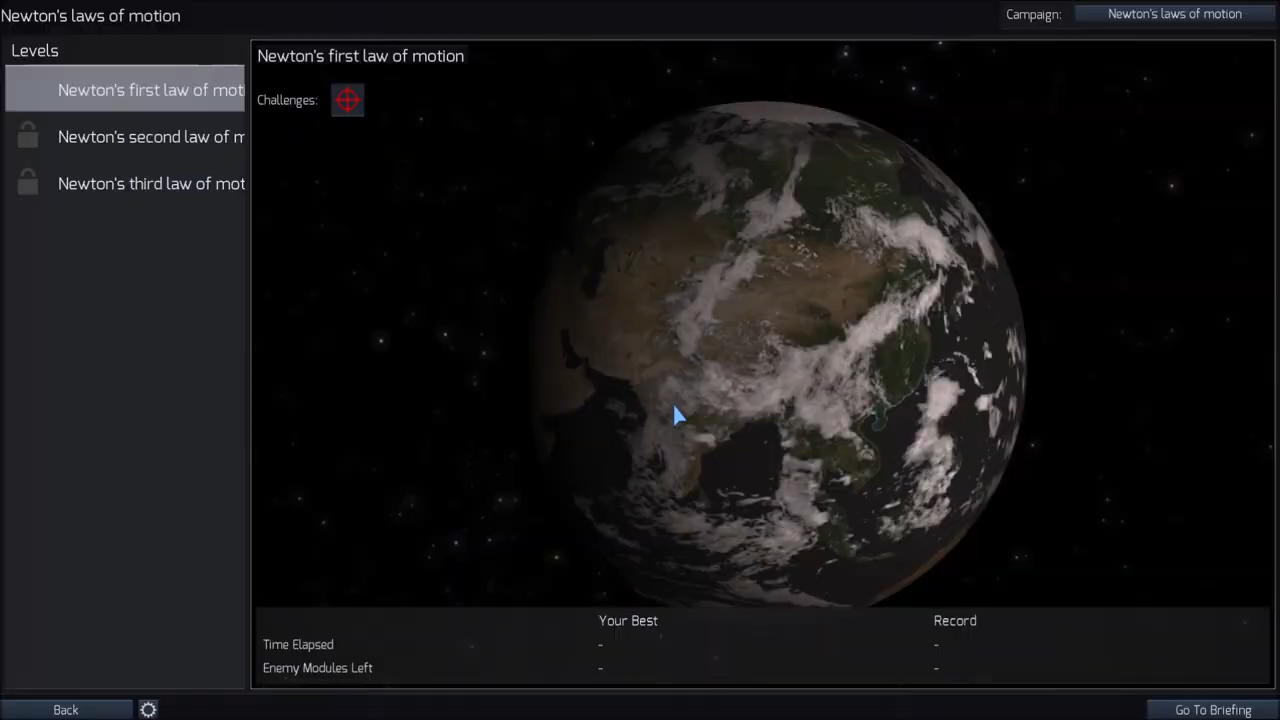 Newton's laws of motion
Campaign: Newton's laws of motion
Levels
Newton's first law of mot
Newton's second law of m
Newton's third law of mot
Newton's first law of motion
Challenges:
Your Best Record
Time Elapsed - -
Enemy Modules Left - -
Back
Go To Briefing